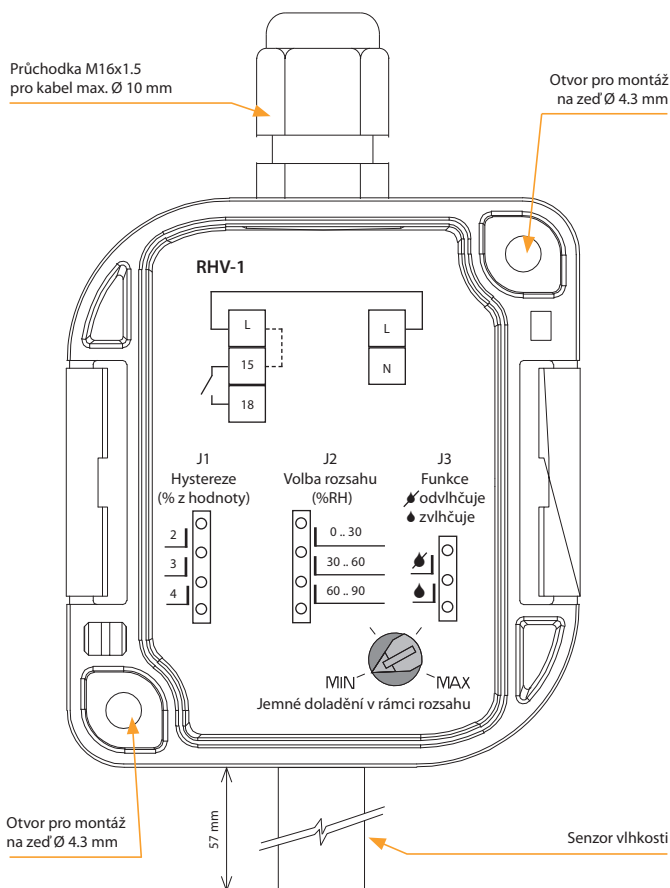 Průchodka M16x1.5
pro kabel max. Ø 10 mm
Otvor pro montáž
na zeď Ø 4.3 mm
RHV-1
L
15
18
L
N
J1
Hystereze
(% z hodnoty)
2
3
4
J2
Volba rozsahu
(%RH)
0 .. 30
30 .. 60
60 .. 90
J3
Funkce
odvlhčuje
zvlhčuje
MIN
MAX
Jemné doladění v rámci rozsahu
Otvor pro montáž
na zeď Ø 4.3 mm
57 mm
Senzor vlhkosti